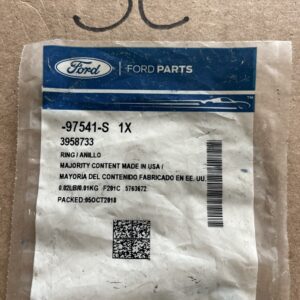 Ford
FORD PARTS
-97541-S 1X
3958733
RING/ANILLO
MAJORITY CONTENT MADE IN USA/
MAYORIA DEL CONTENIDO FABRICADO EN EE. UU.
0.02LB/0.01KG F201C 5763672
PACKED:05OCT2018